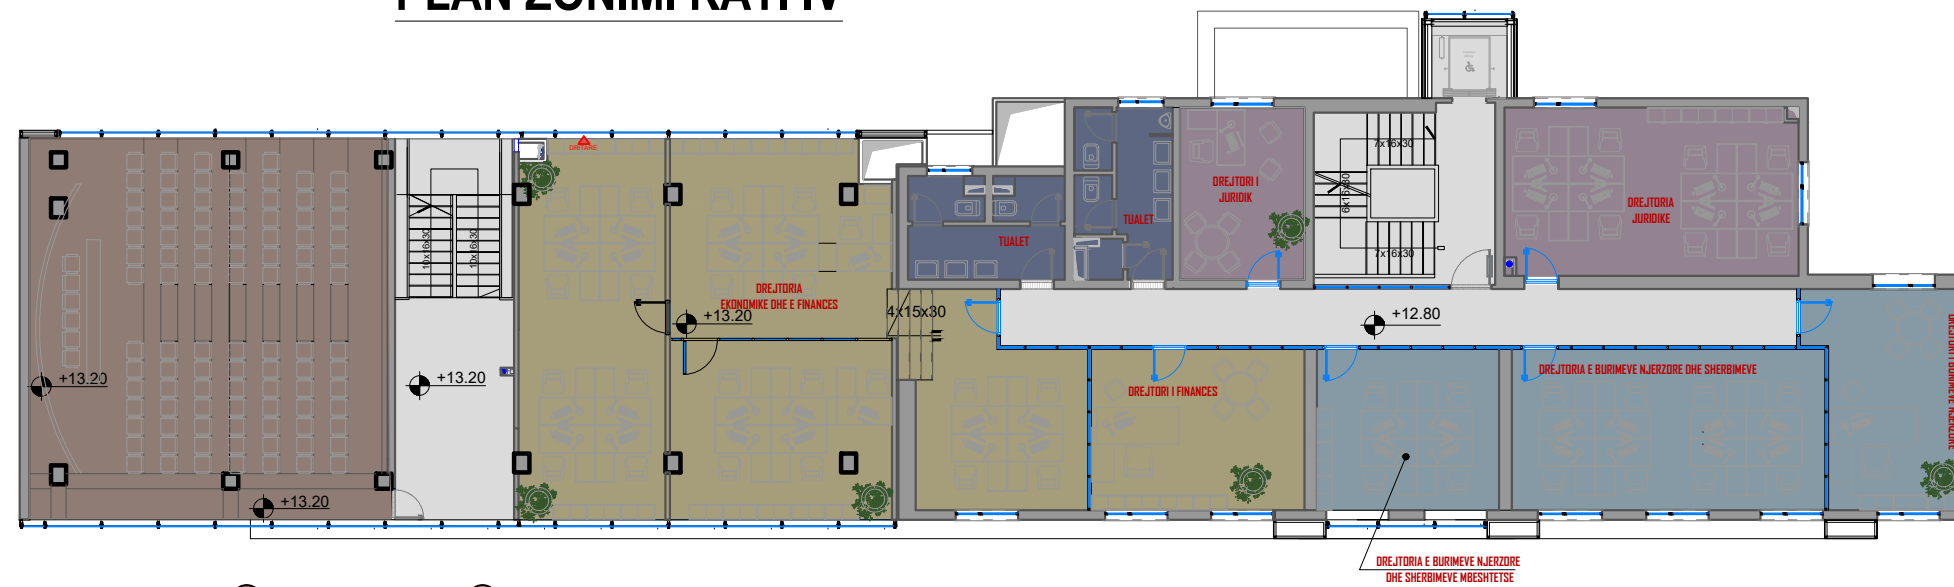 PLAN ZONIMI KATI IV
DRITARE
7x16x30
DREJTORI I
JURIDIK
6x16x30
DREJTORIA
JURIDIKE
TUALET
TUALET
10x16x30
10x16x30
7x16x30
DREJTORIA
EKONOMIKE DHE E FINANCES
+13.20
4x15x30
+12.80
+13.20
+13.20
DREJTORI I FINANCES
DREJTORIA E BURIMEVE NJERZORE DHE SHERBIMEVE
+13.20
DREJTORIA E BURIMEVE NJERZORE
DHE SHERBIMEVE MBESHTETSE